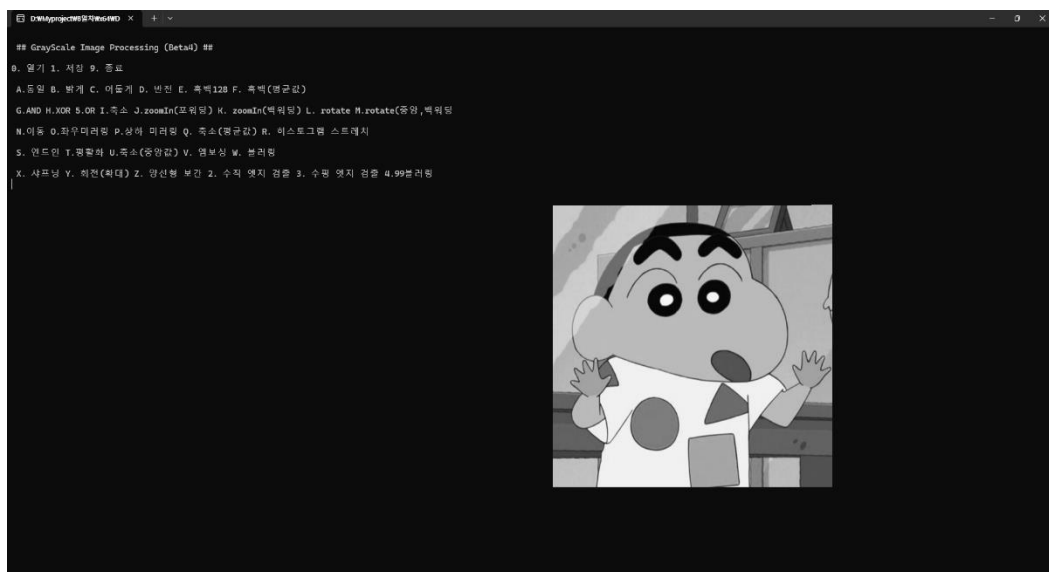 D:₩Myproject₩8일차₩x64₩D
## GrayScale Image Processing (Beta4) ##
0. 열기 1. 저장 9. 종료
A.동일 B. 밝게 C. 어둡게 D. 반전 E. 흑백128 F. 흑백(평균값)
G.AND H.XOR 5.OR I.축소 J.zoomIn(포워딩) K. zoomIn(백워딩) L. rotate M.rotate(중앙,백워딩
N.이동 O.좌우미러링 P.상하 미러링 Q. 축소(평균값) R. 히스토그램 스트레치
S. 엔드인 T.평활화 U.축소(중앙값) V. 엠보싱 W. 블러링
X. 샤프닝 Y. 회전(확대) Z. 양선형 보간 2. 수직 엣지 검출 3. 수평 엣지 검출 4.99블러링